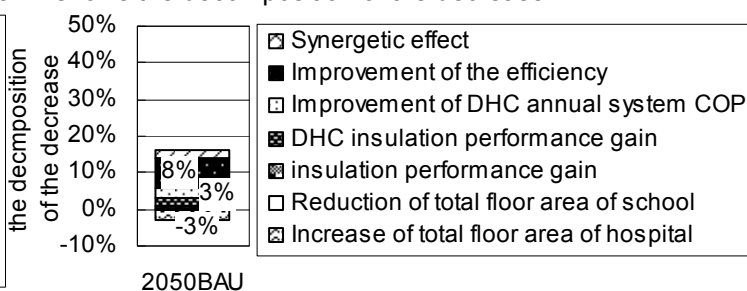 the decmposition
of the decrease
50%
40%
30%
20%
10%
0%
-10%
8%
3%
-3%
2050BAU
Synergetic effect
Improvement of the efficiency
Improvement of DHC annual system COP
DHC insulation performance gain
insulation performance gain
Reduction of total floor area of school
Increase of total floor area of hospital